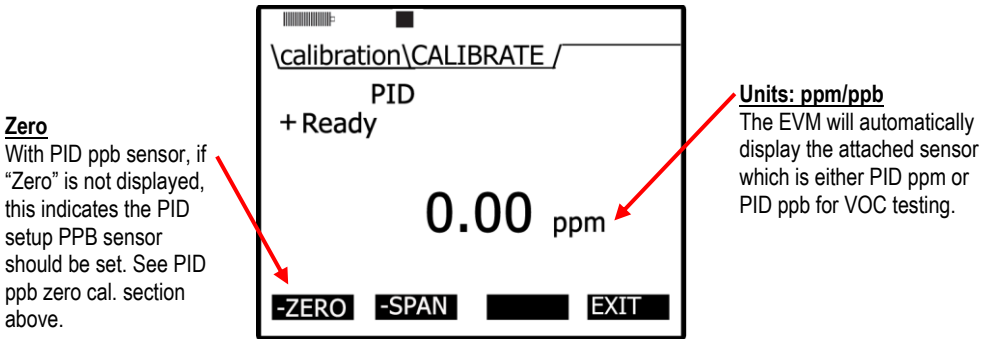 \calibration\CALIBRATE /
PID
+Ready
0.00 ppm
-ZERO -SPAN EXIT
Zero
With PID ppb sensor, if
“Zero” is not displayed,
this indicates the PID
setup PPB sensor
should be set. See PID
ppb zero cal. section
above.
Units: ppm/ppb
The EVM will automatically
display the attached sensor
which is either PID ppm or
PID ppb for VOC testing.